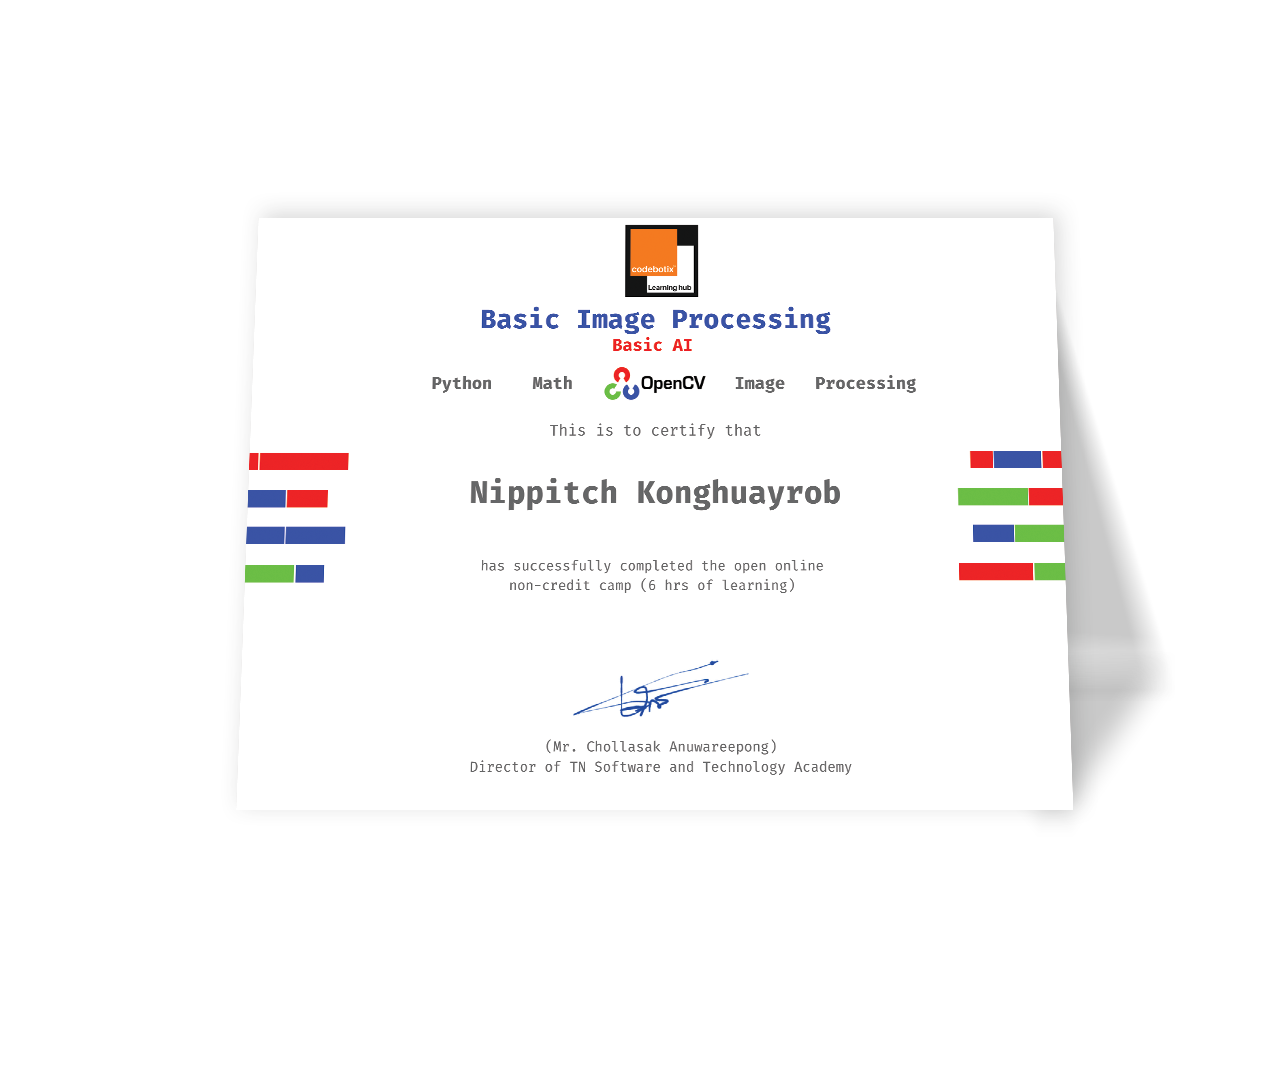 codebotix
Learning hub
Basic Image Processing
Basic AI
Python Math OpenCV Image Processing
This is to certify that
Nippitch Konghuayrob
has successfully completed the open online
non-credit camp (6 hrs of learning)
(Mr. Chollasak Anuwareepong)
Director of TN Software and Technology Academy